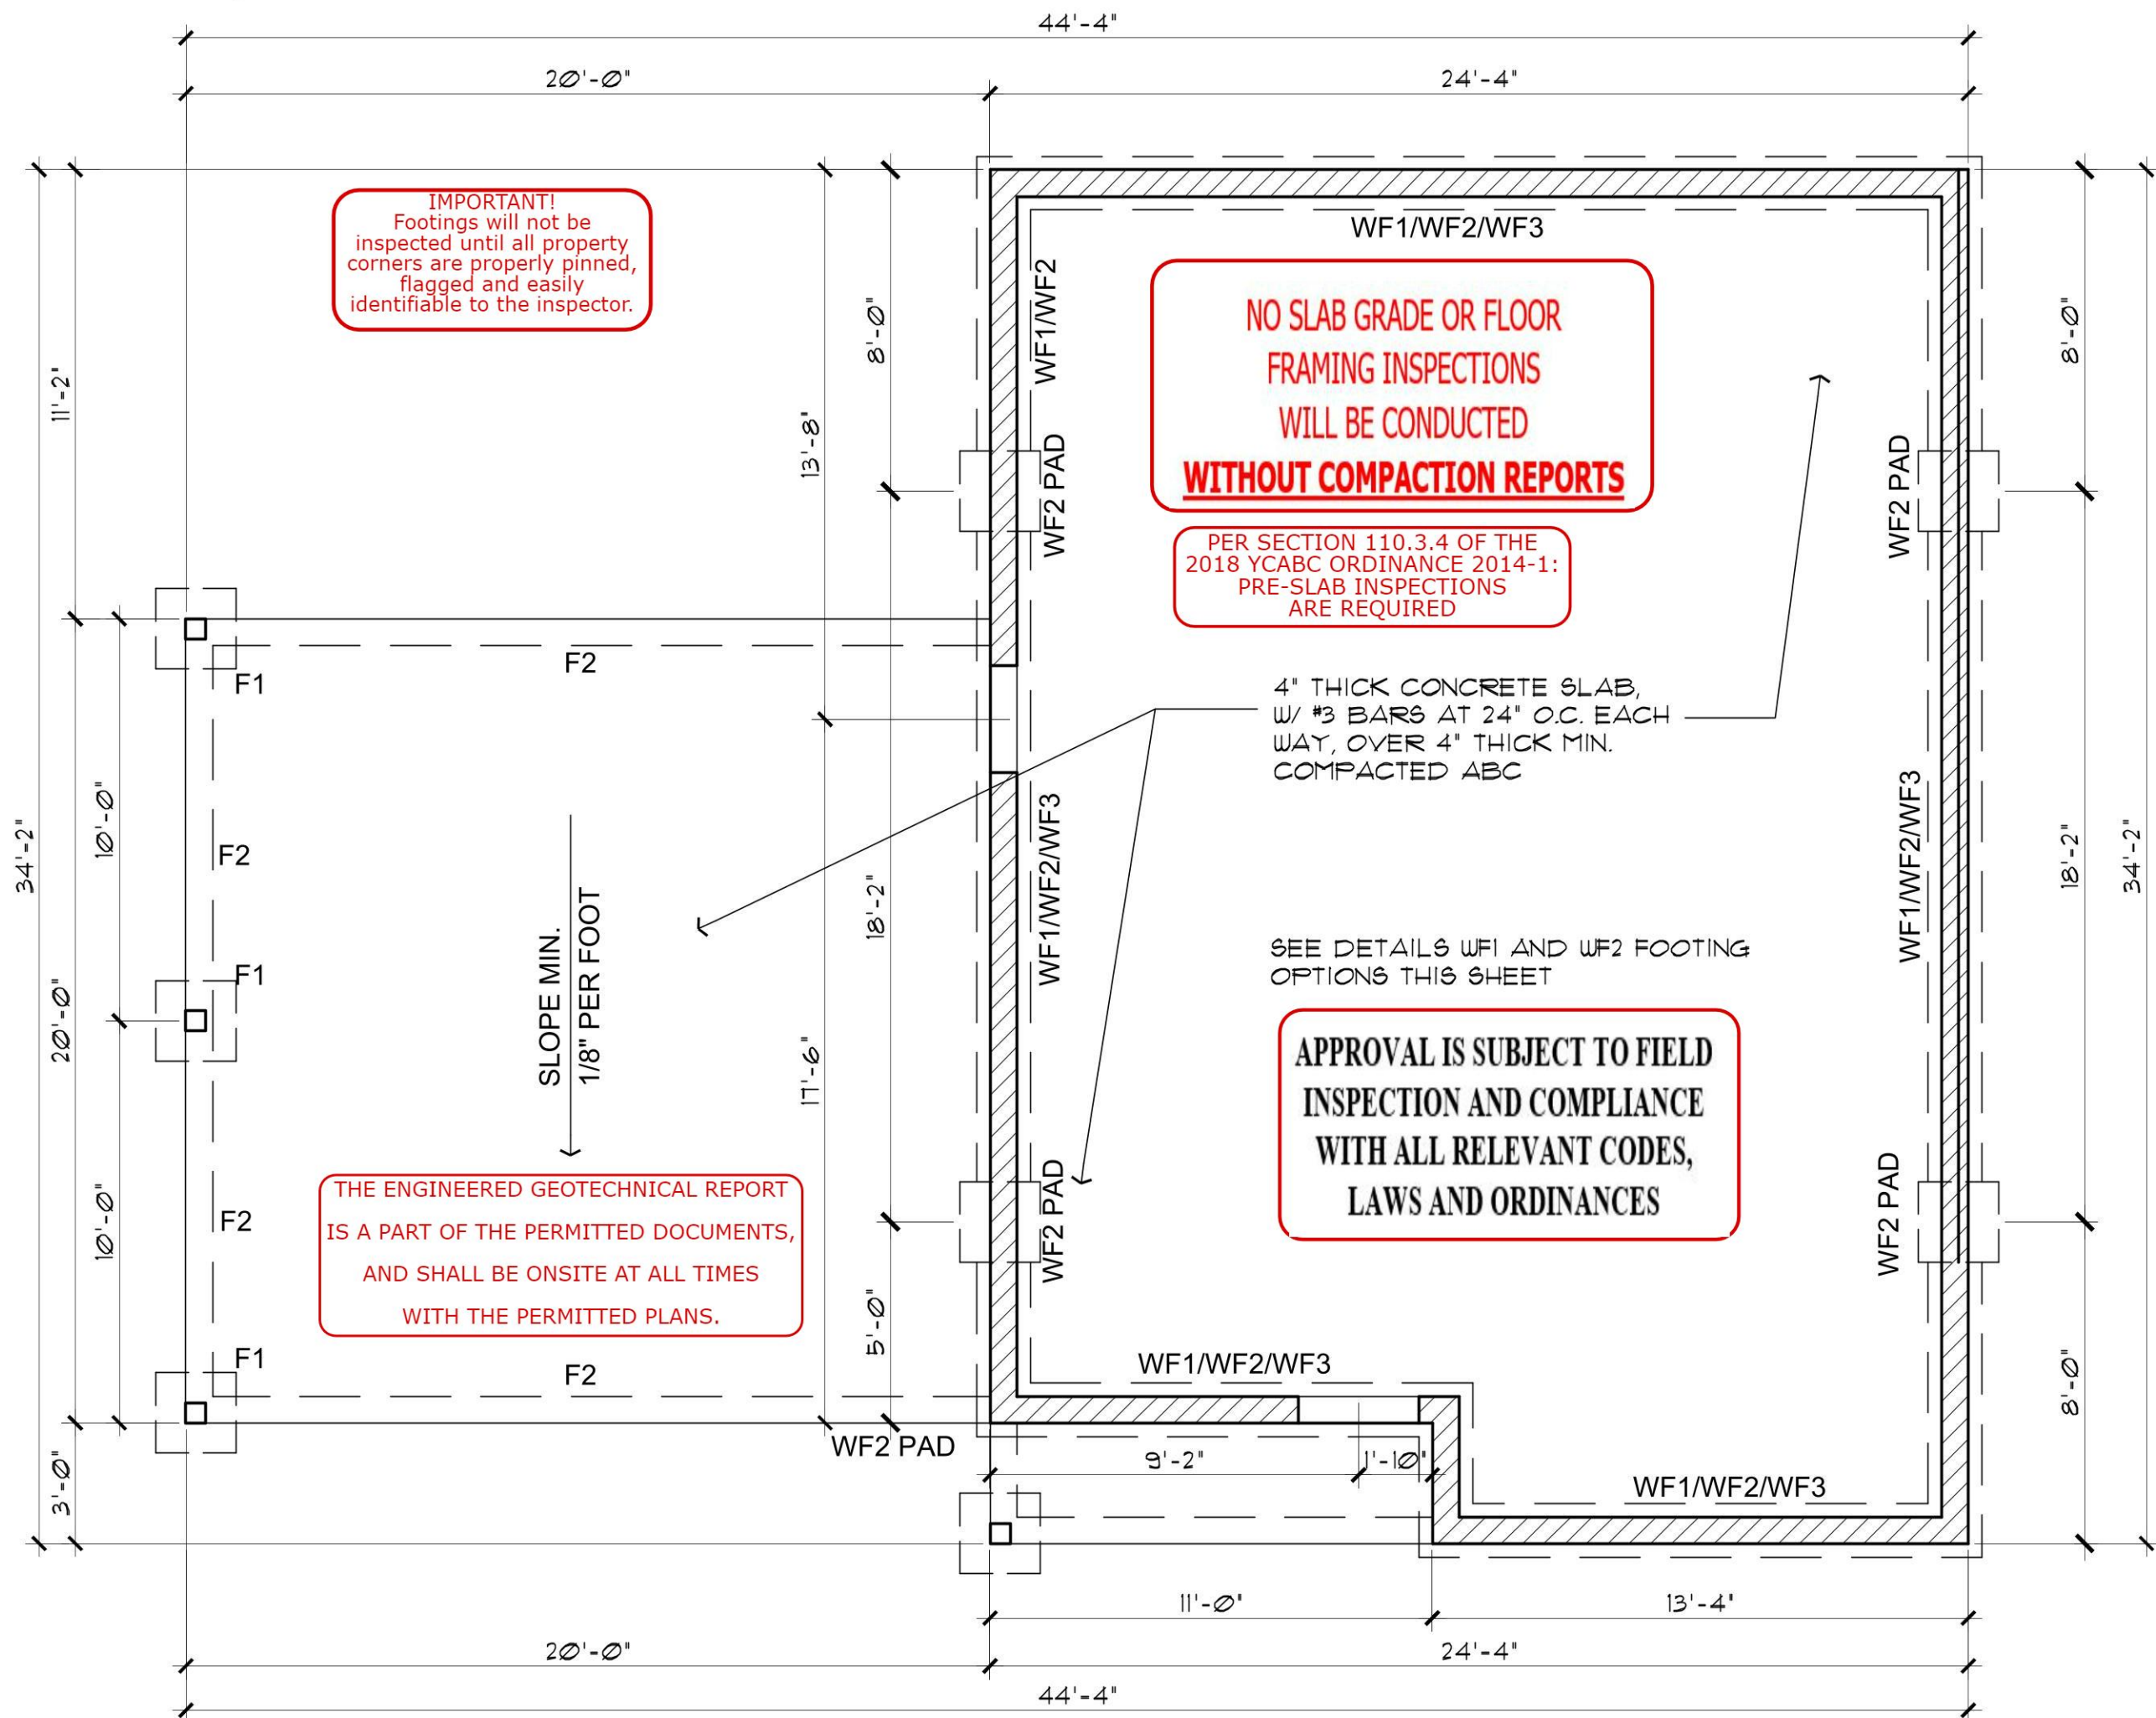 44'-4"
20'-0"
24'-4"
IMPORTANT!
Footings will not be
inspected until all property
corners are properly pinned,
flagged and easily
identifiable to the inspector.
WF1/WF2/WF3
WF1/WF2
NO SLAB GRADE OR FLOOR
FRAMING INSPECTIONS
WILL BE CONDUCTED
WITHOUT COMPACTION REPORTS
8'-0"
8'-0"
11'-2"
13'-8"
WF2 PAD
WF2 PAD
PER SECTION 110.3.4 OF THE
2018 YCABC ORDINANCE 2014-1:
PRE-SLAB INSPECTIONS
ARE REQUIRED
F1
F2
4" THICK CONCRETE SLAB,
W/ #3 BARS AT 24" O.C. EACH
WAY, OVER 4" THICK MIN.
COMPACTED ABC
34'-2"
10'-0"
F2
18'-2"
WF1/WF2/WF3
WF1/WF2/WF3
18'-2"
34'-2"
SLOPE MIN.
1/8" PER FOOT
SEE DETAILS WF1 AND WF2 FOOTING
OPTIONS THIS SHEET
F1
20'-0"
17'-6"
APPROVAL IS SUBJECT TO FIELD
INSPECTION AND COMPLIANCE
WITH ALL RELEVANT CODES,
LAWS AND ORDINANCES
10'-0"
F2
THE ENGINEERED GEOTECHNICAL REPORT
IS A PART OF THE PERMITTED DOCUMENTS,
AND SHALL BE ONSITE AT ALL TIMES
WITH THE PERMITTED PLANS.
WF2 PAD
WF2 PAD
5'-0"
8'-0"
F1
F2
WF1/WF2/WF3
WF2 PAD
9'-2"
1'-10"
3'-0"
WF1/WF2/WF3
11'-0"
13'-4"
20'-0"
24'-4"
44'-4"